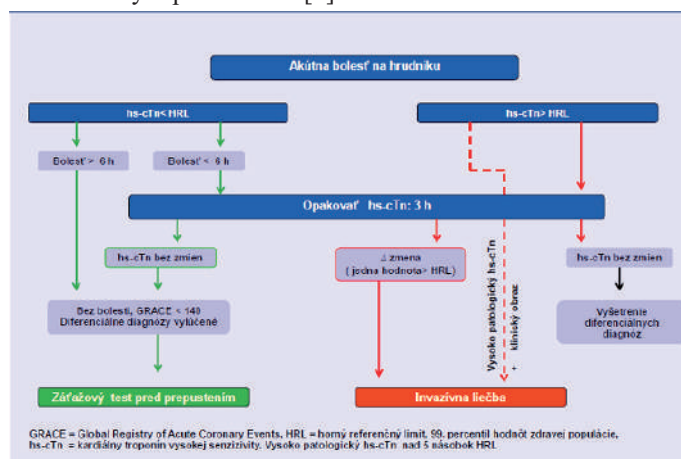 [4]
Akútna bolesť na hrudníku
hs-cTn< HRL
hs-cTn> HRL
Bolesť > 6 h
Bolesť < 6 h
Opakovať hs-cTn: 3 h
hs-cTn bez zmien
Δ zmena
( jedna hodnota> HRL)
Vysoko patologický hs-cTn
+ klinický obraz
hs-cTn bez zmien
Bez bolestí, GRACE < 140
Diferenciálne diagnózy vylúčené
Vyšetrenie
diferenciálnych
diagnóz
Záťažový test pred prepustením
Invazívna liečba
GRACE = Global Registry of Acute Coronary Events, HRL = horný referenčný limit, 99. percentil hodnôt zdravej populácie,
hs-cTn = kardiálny troponín vysokej senzitivity. Vysoko patologický hs-cTn nad 5 násobok HRL